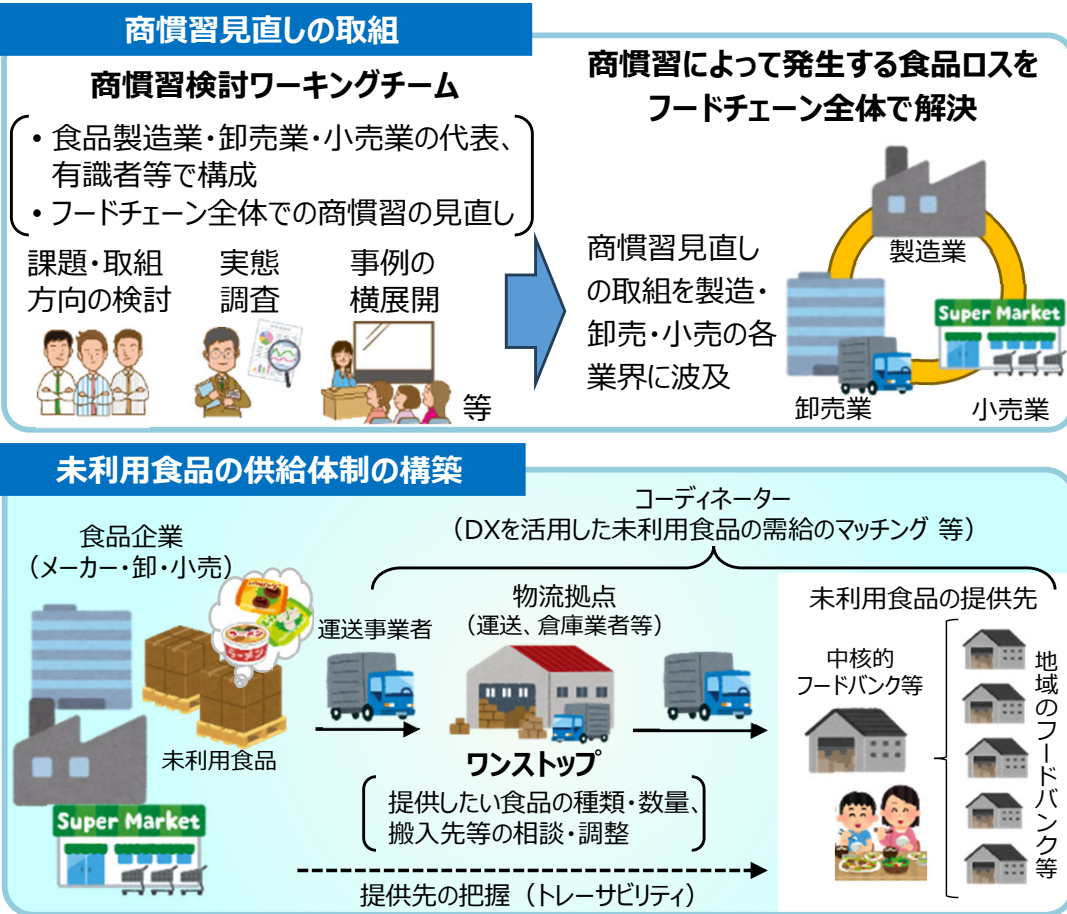 商慣習見直しの取組
商慣習検討ワーキングチーム
・食品製造業・卸売業・小売業の代表、
有識者等で構成
・フードチェーン全体での商慣習の見直し
課題・取組
方向の検討
実態
調査
事例の
横展開
等
商慣習によって発生する食品ロスを
フードチェーン全体で解決
商慣習見直し
の取組を製造・
卸売・小売の各
業界に波及
製造業
Super Market
卸売業
小売業
未利用食品の供給体制の構築
コーディネーター
（DXを活用した未利用食品の需給のマッチング 等）
食品企業
（メーカー・卸・小売）
ラーメン
未利用食品
Super Market
運送事業者
物流拠点
（運送、倉庫業者等）
ワンストップ
提供したい食品の種類・数量、
搬入先等の相談・調整
提供先の把握（トレーサビリティ）
未利用食品の提供先
中核的
フードバンク等
地域のフードバンク等